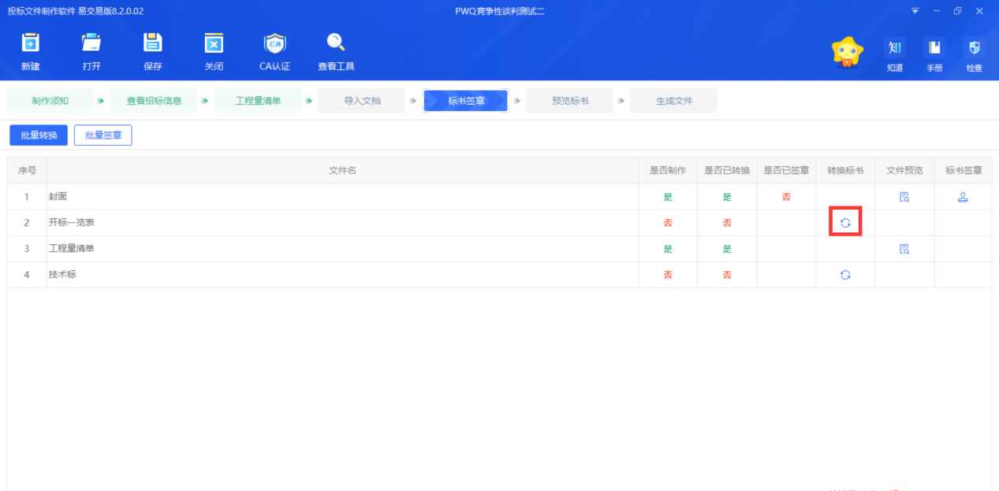 投标文件制作软件 易交易版8.2.0.02
PWQ竞争性谈判测试二
新建 打开 保存 关闭 CA认证 查看工具
知道 手册 检查
制作须知 查看招标信息 工程量清单 导入文档 标书签章 预览标书 生成文件
批量转换 批量签章
序号 文件名 是否制作 是否已转换 是否已签章 转换标书 文件预览 标书签章
1 封面 是 是 否
2 开标一览表 否 否
3 工程量清单 是 是
4 技术标 否 否